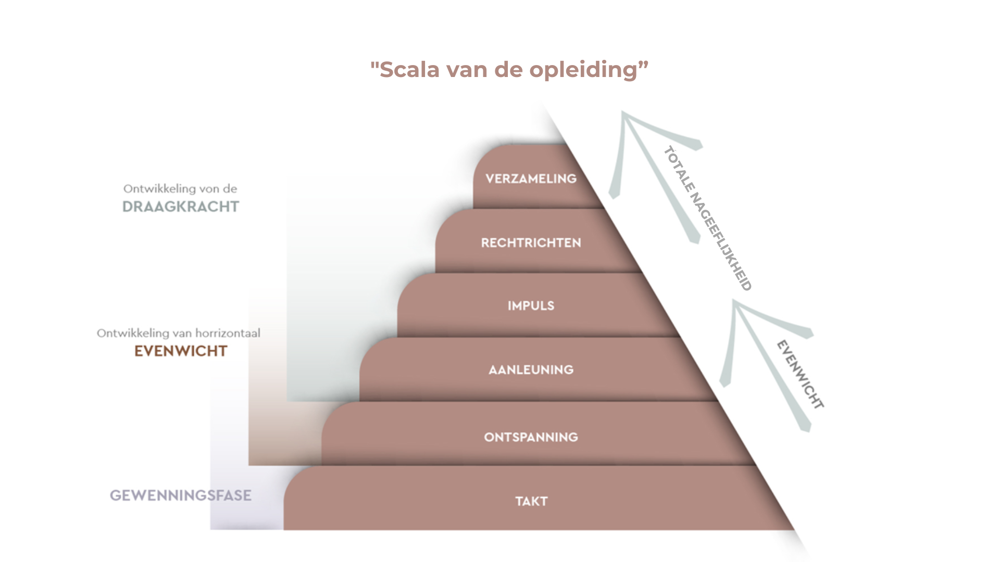 "Scala van de opleiding”
VERZAMELING
TOTALE NAGEEFLIJKHEID
Ontwikkeling von de
DRAAGKRACHT
RECHTRICHTEN
IMPULS
Ontwikkeling van horrizontaal
EVENWICHT
EVENWICHT
AANLEUNING
ONTSPANNING
GEWENNINGSFASE
TAKT